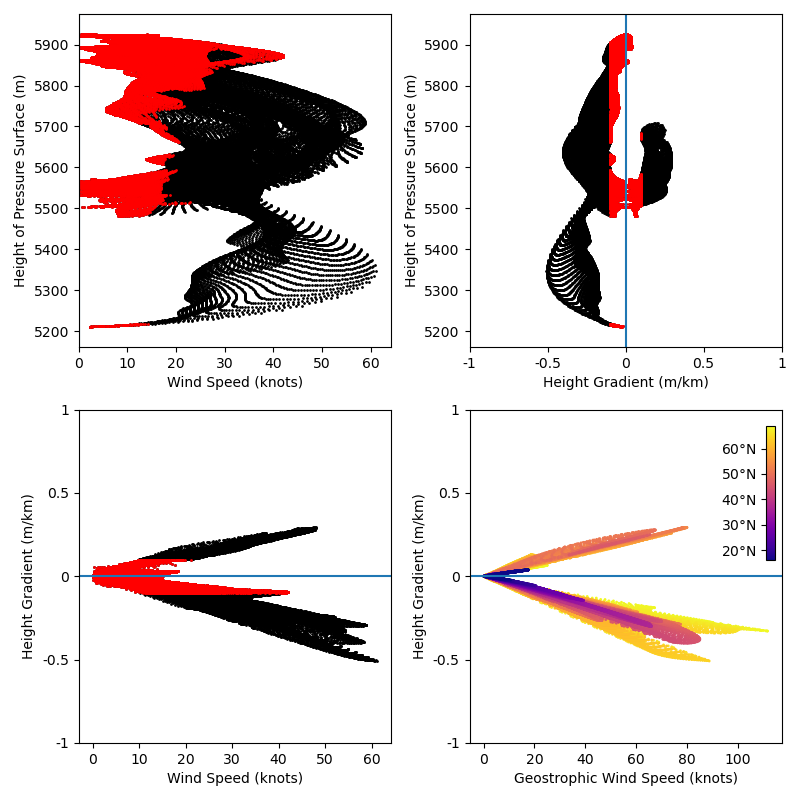 5900
5800
5700
5600
5500
5400
5300
5200
Height of Pressure Surface (m)
0 10 20 30 40 50 60
Wind Speed (knots)
5900
5800
5700
5600
5500
5400
5300
5200
Height of Pressure Surface (m)
-1 -0.5 0 0.5 1
Height Gradient (m/km)
1
0.5
0
-0.5
-1
Height Gradient (m/km)
0 10 20 30 40 50 60
Wind Speed (knots)
1
0.5
0
-0.5
-1
Height Gradient (m/km)
60°N
50°N
40°N
30°N
20°N
0 20 40 60 80 100
Geostrophic Wind Speed (knots)